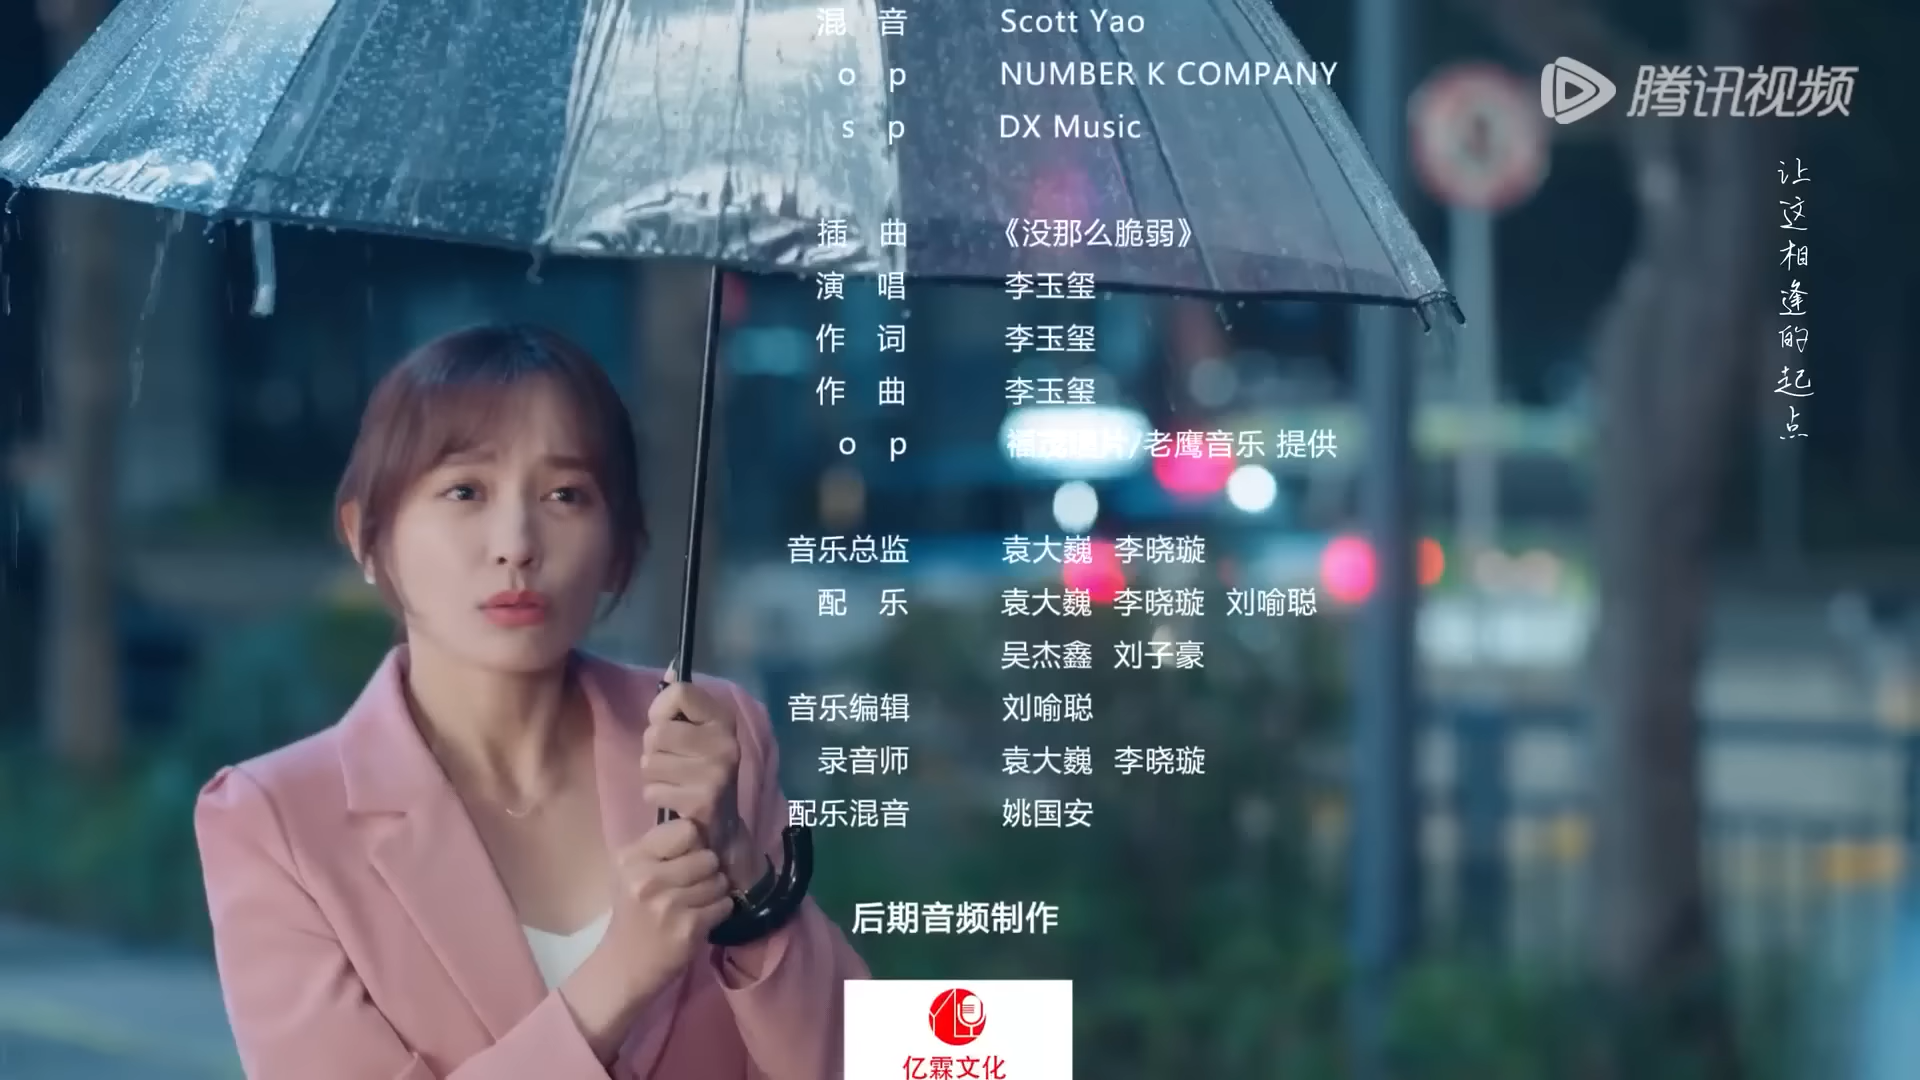 混 音 Scott Yao
o p NUMBER K COMPANY
s p DX Music
腾讯视频
让这相逢的起点
插 曲 《没那么脆弱》
演 唱 李玉玺
作 词 李玉玺
作 曲 李玉玺
o p 福茂唱片/老鹰音乐 提供
音乐总监 袁大巍 李晓璇
配 乐 袁大巍 李晓璇 刘喻聪
吴杰鑫 刘子豪
音乐编辑 刘喻聪
录音师 袁大巍 李晓璇
配乐混音 姚国安
后期音频制作
亿霖文化